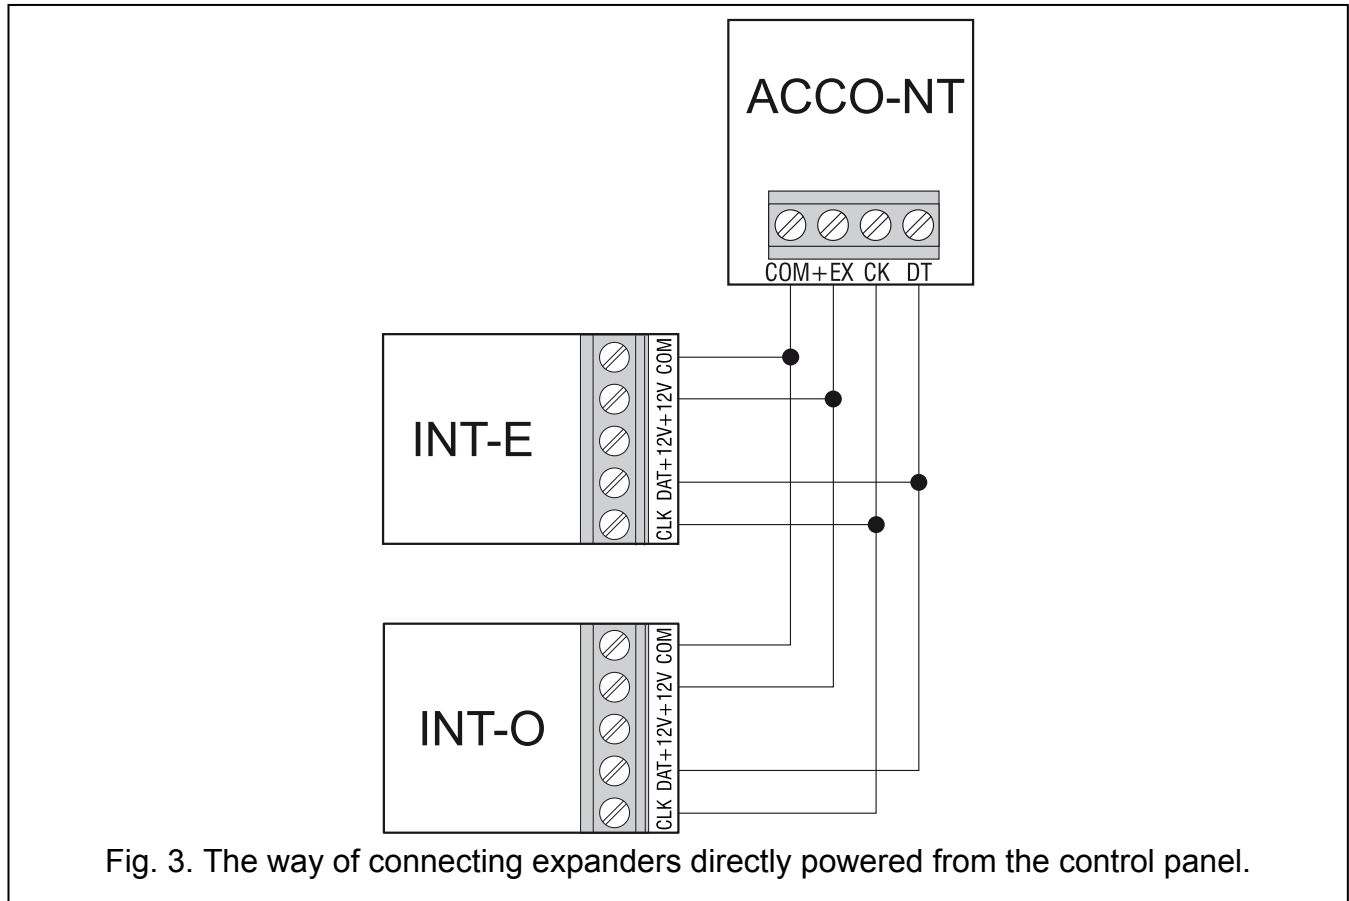 ACCO-NT
COM+EX CK DT
INT-E
COM
+12V
+12V
DAT
CLK
INT-O
COM
+12V
+12V
DAT
CLK
Fig. 3. The way of connecting expanders directly powered from the control panel.